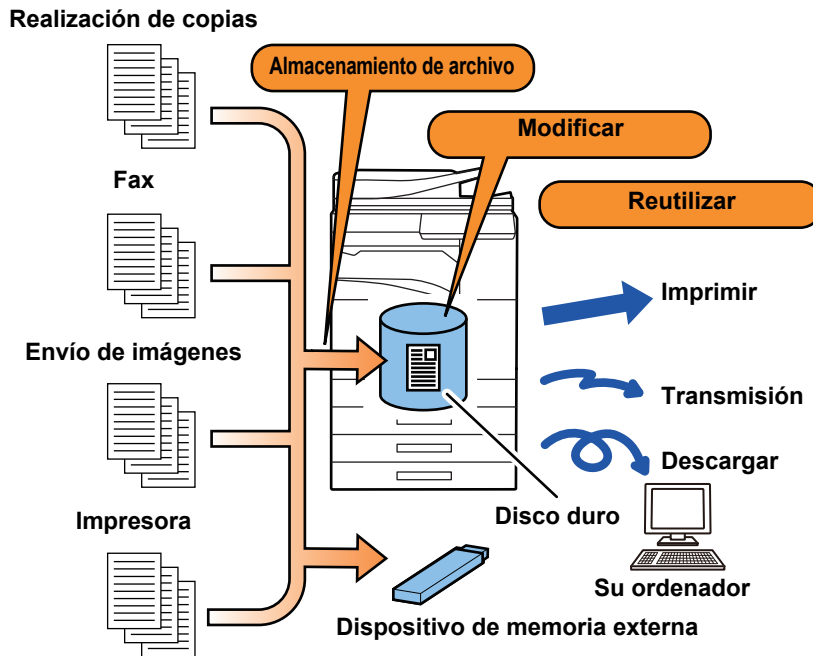 Realización de copias
Almacenamiento de archivo
Modificar
Fax
Reutilizar
Imprimir
Envío de imágenes
Transmisión
Descargar
Impresora
Disco duro
Su ordenador
Dispositivo de memoria externa